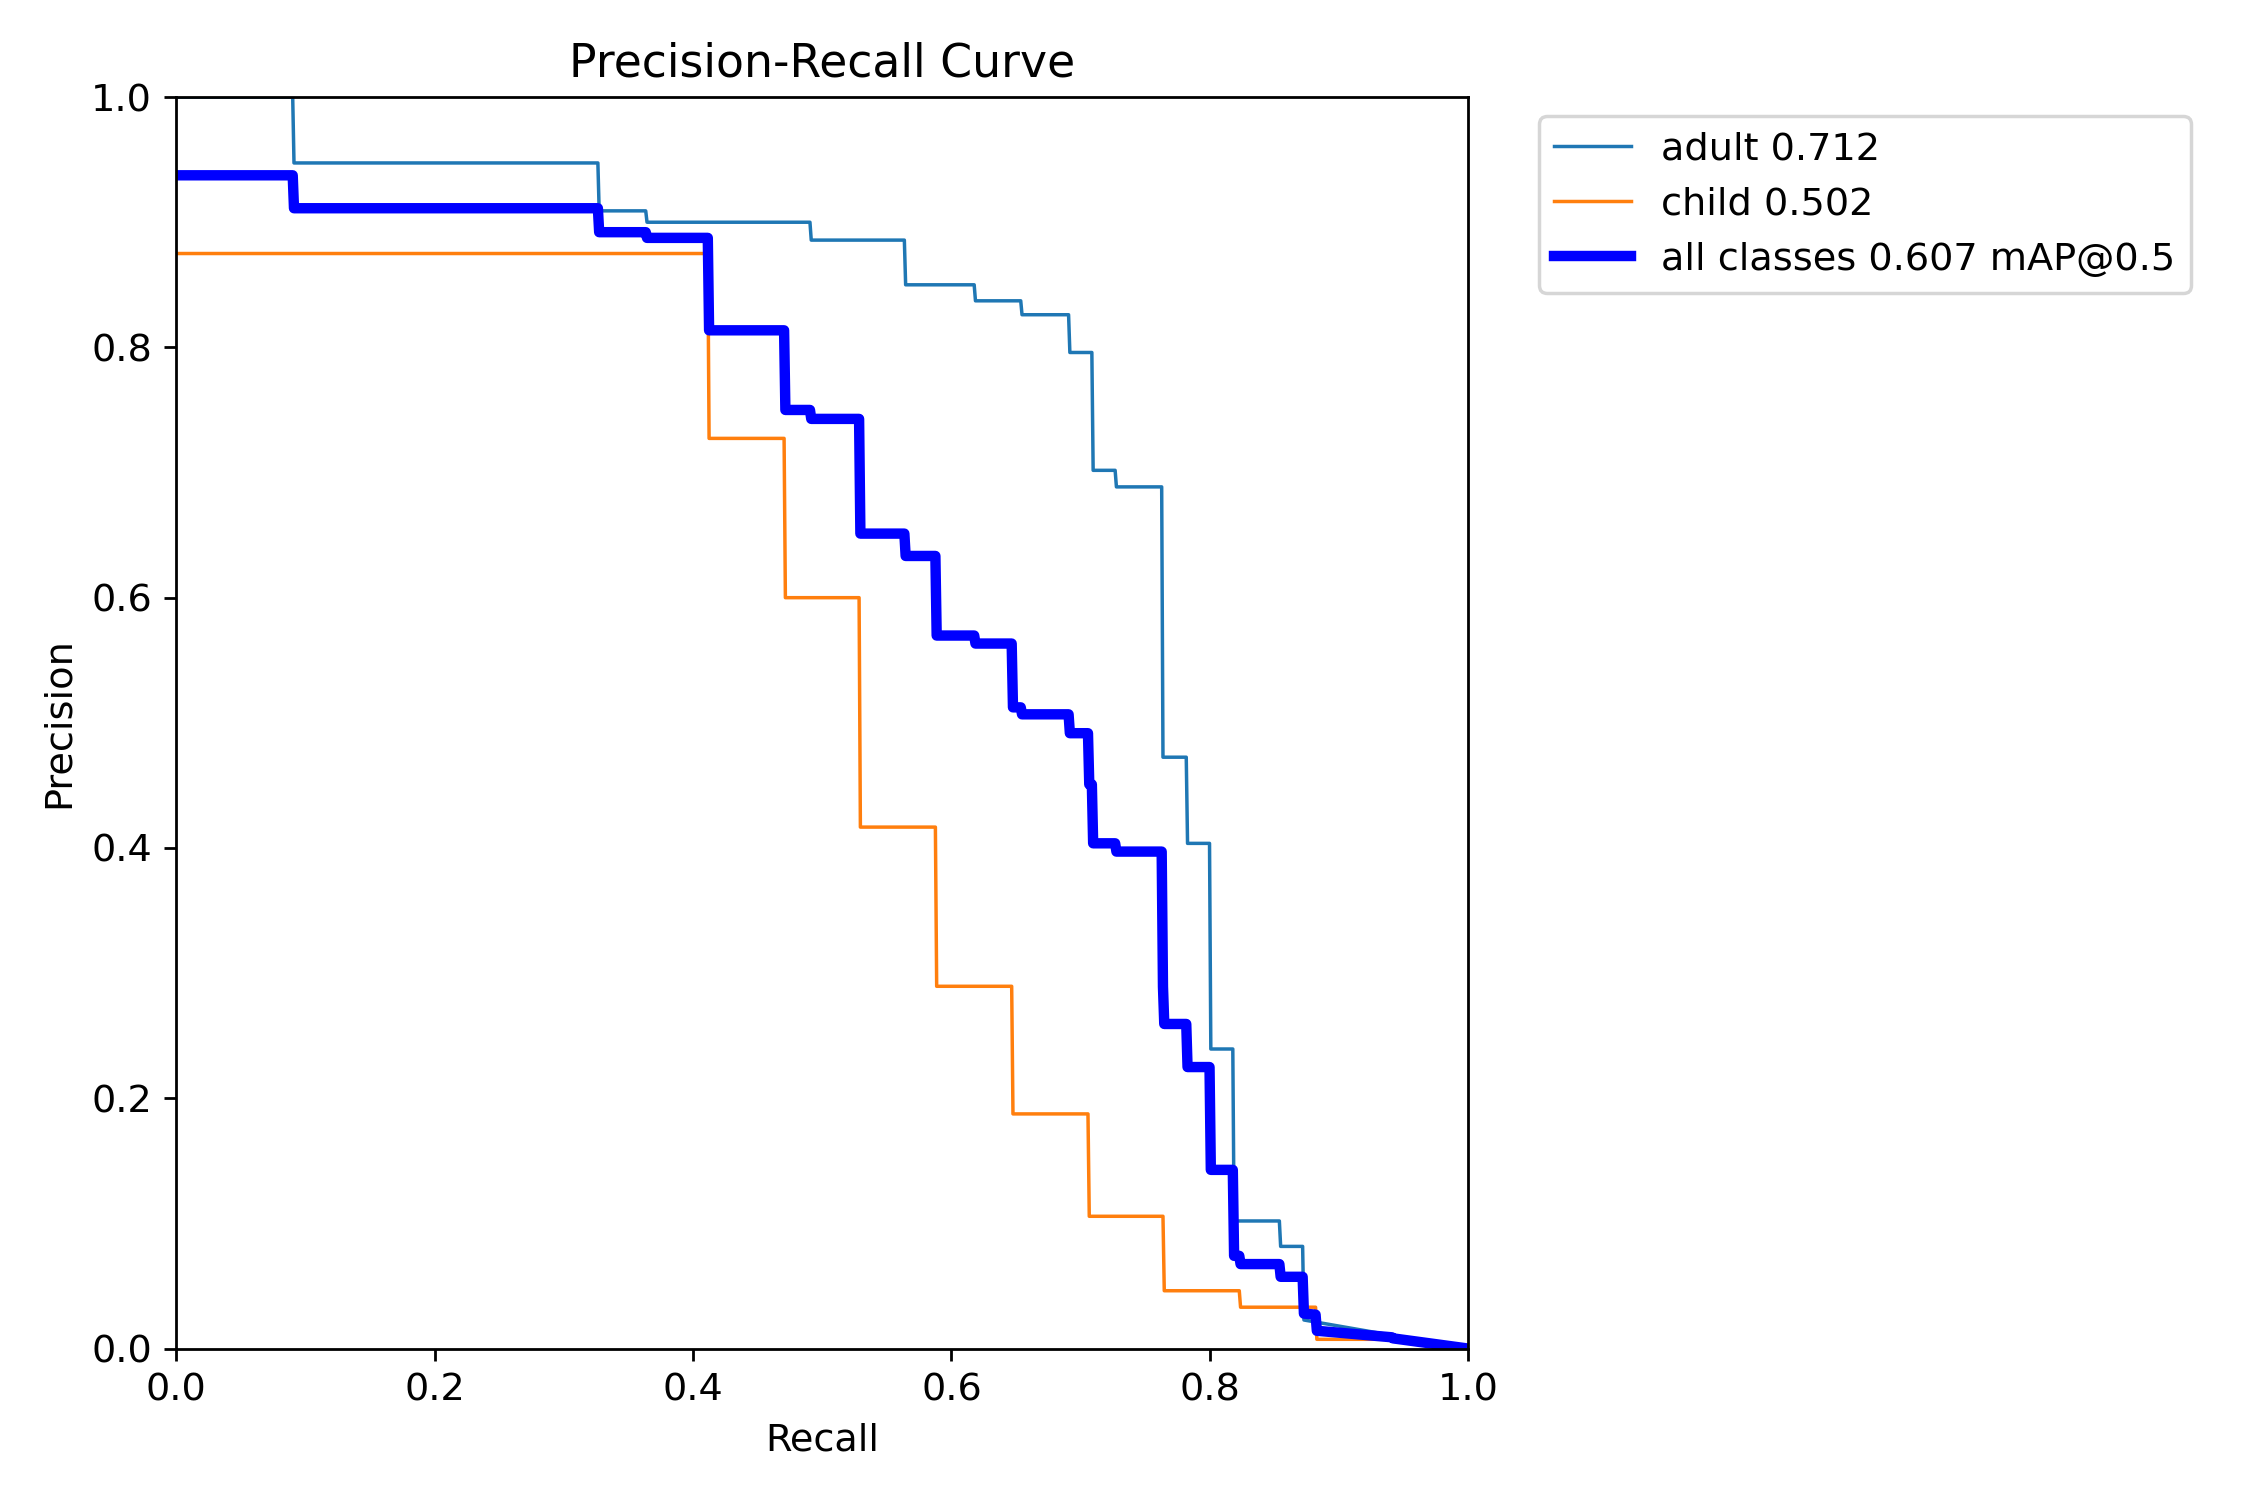 Precision-Recall Curve
1.0
0.8
0.6
0.4
0.2
0.0
Precision
0.0 0.2 0.4 0.6 0.8 1.0
Recall
adult 0.712
child 0.502
all classes 0.607 mAP@0.5